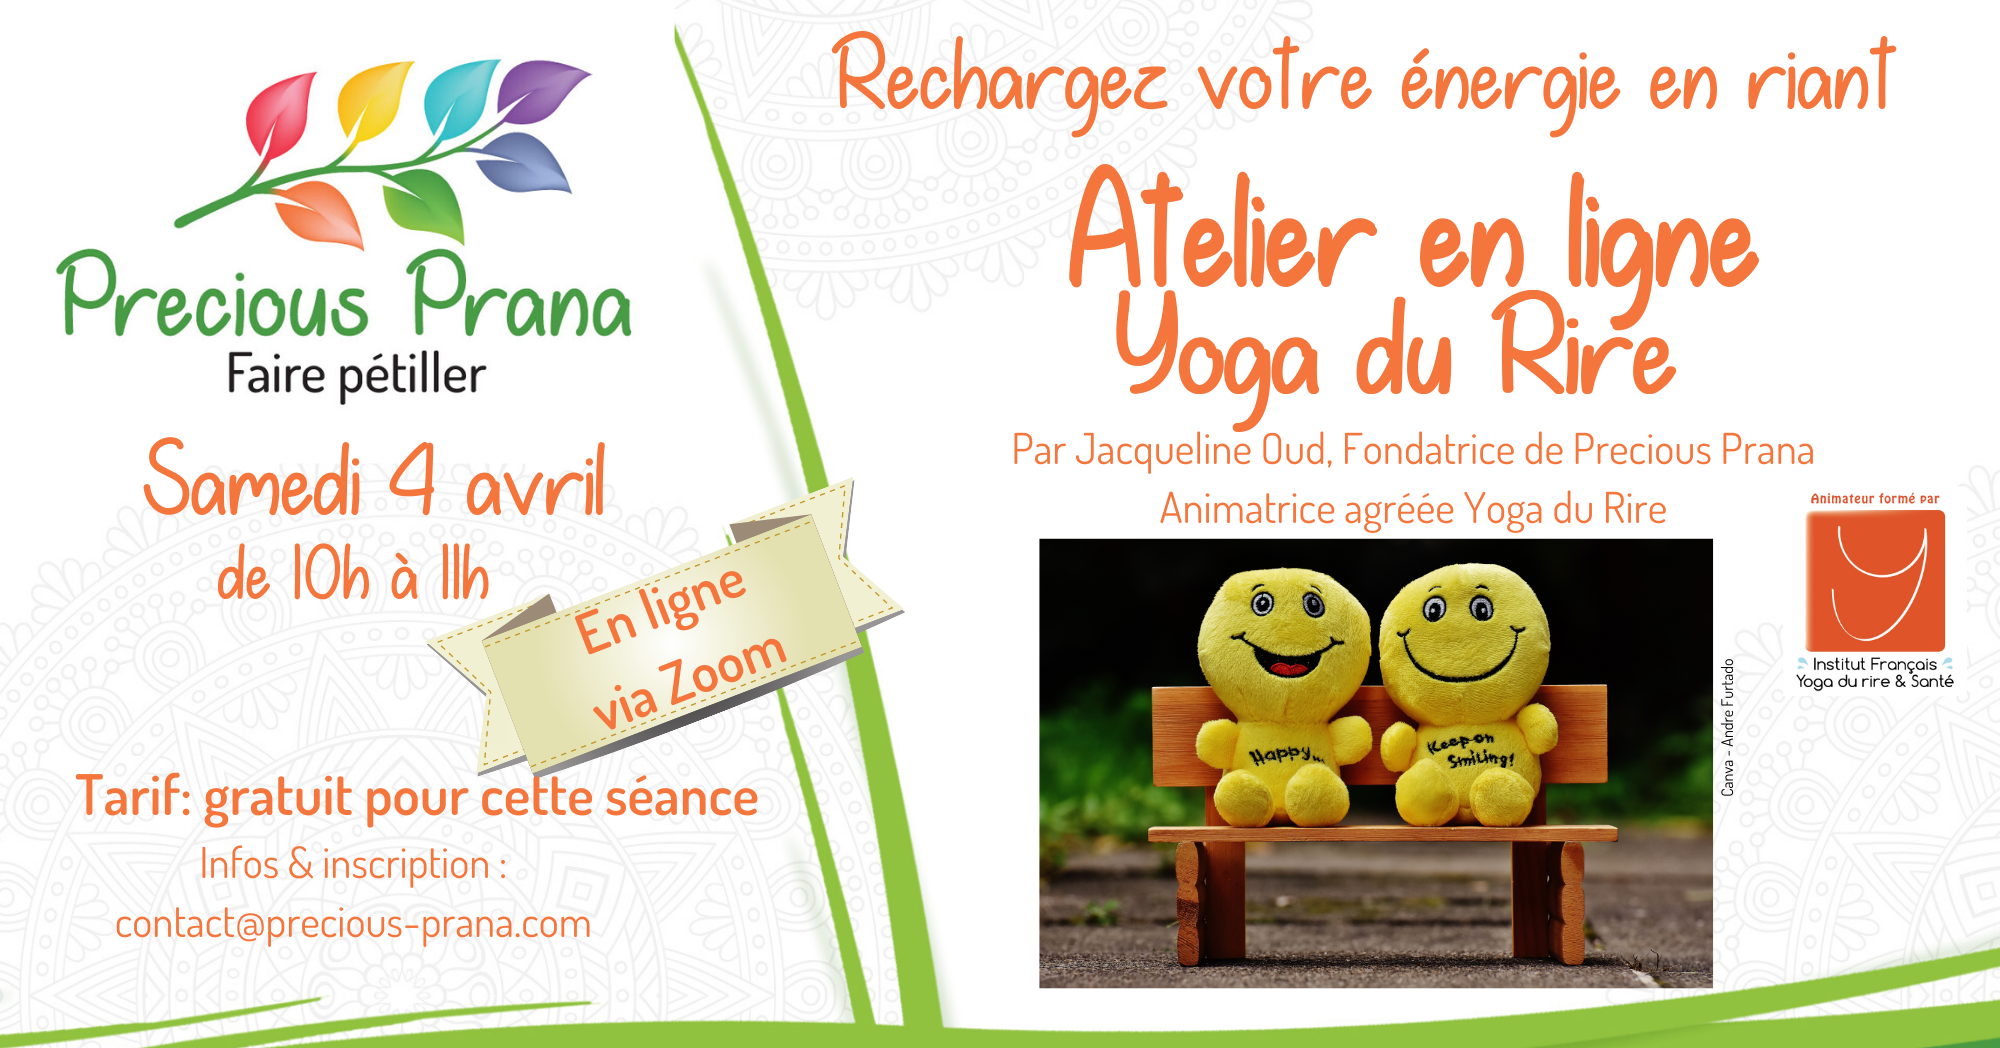 Precious Prana
Faire pétiller
Samedi 4 avril
de 10h à 11h
En ligne
via Zoom
Tarif: gratuit pour cette séance
Infos & inscription :
contact@precious-prana.com
Rechargez votre énergie en riant
Atelier en ligne
Yoga du Rire
Par Jacqueline Oud, Fondatrice de Precious Prana
Animatrice agréée Yoga du Rire
Happy...
Keep on
Smiling!
Canva - Andre Furtado
Animateur formé par
Institut Français
Yoga du rire & Santé